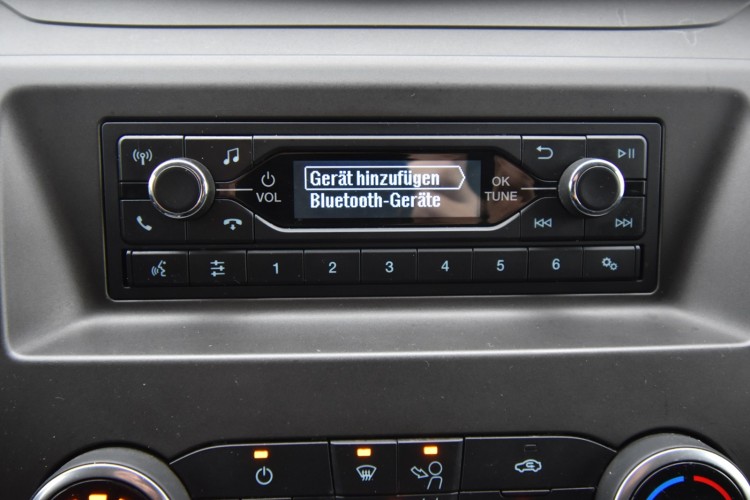 Gerät hinzufügen
Bluetooth-Geräte
VOL
OK
TUNE
1 2 3 4 5 6